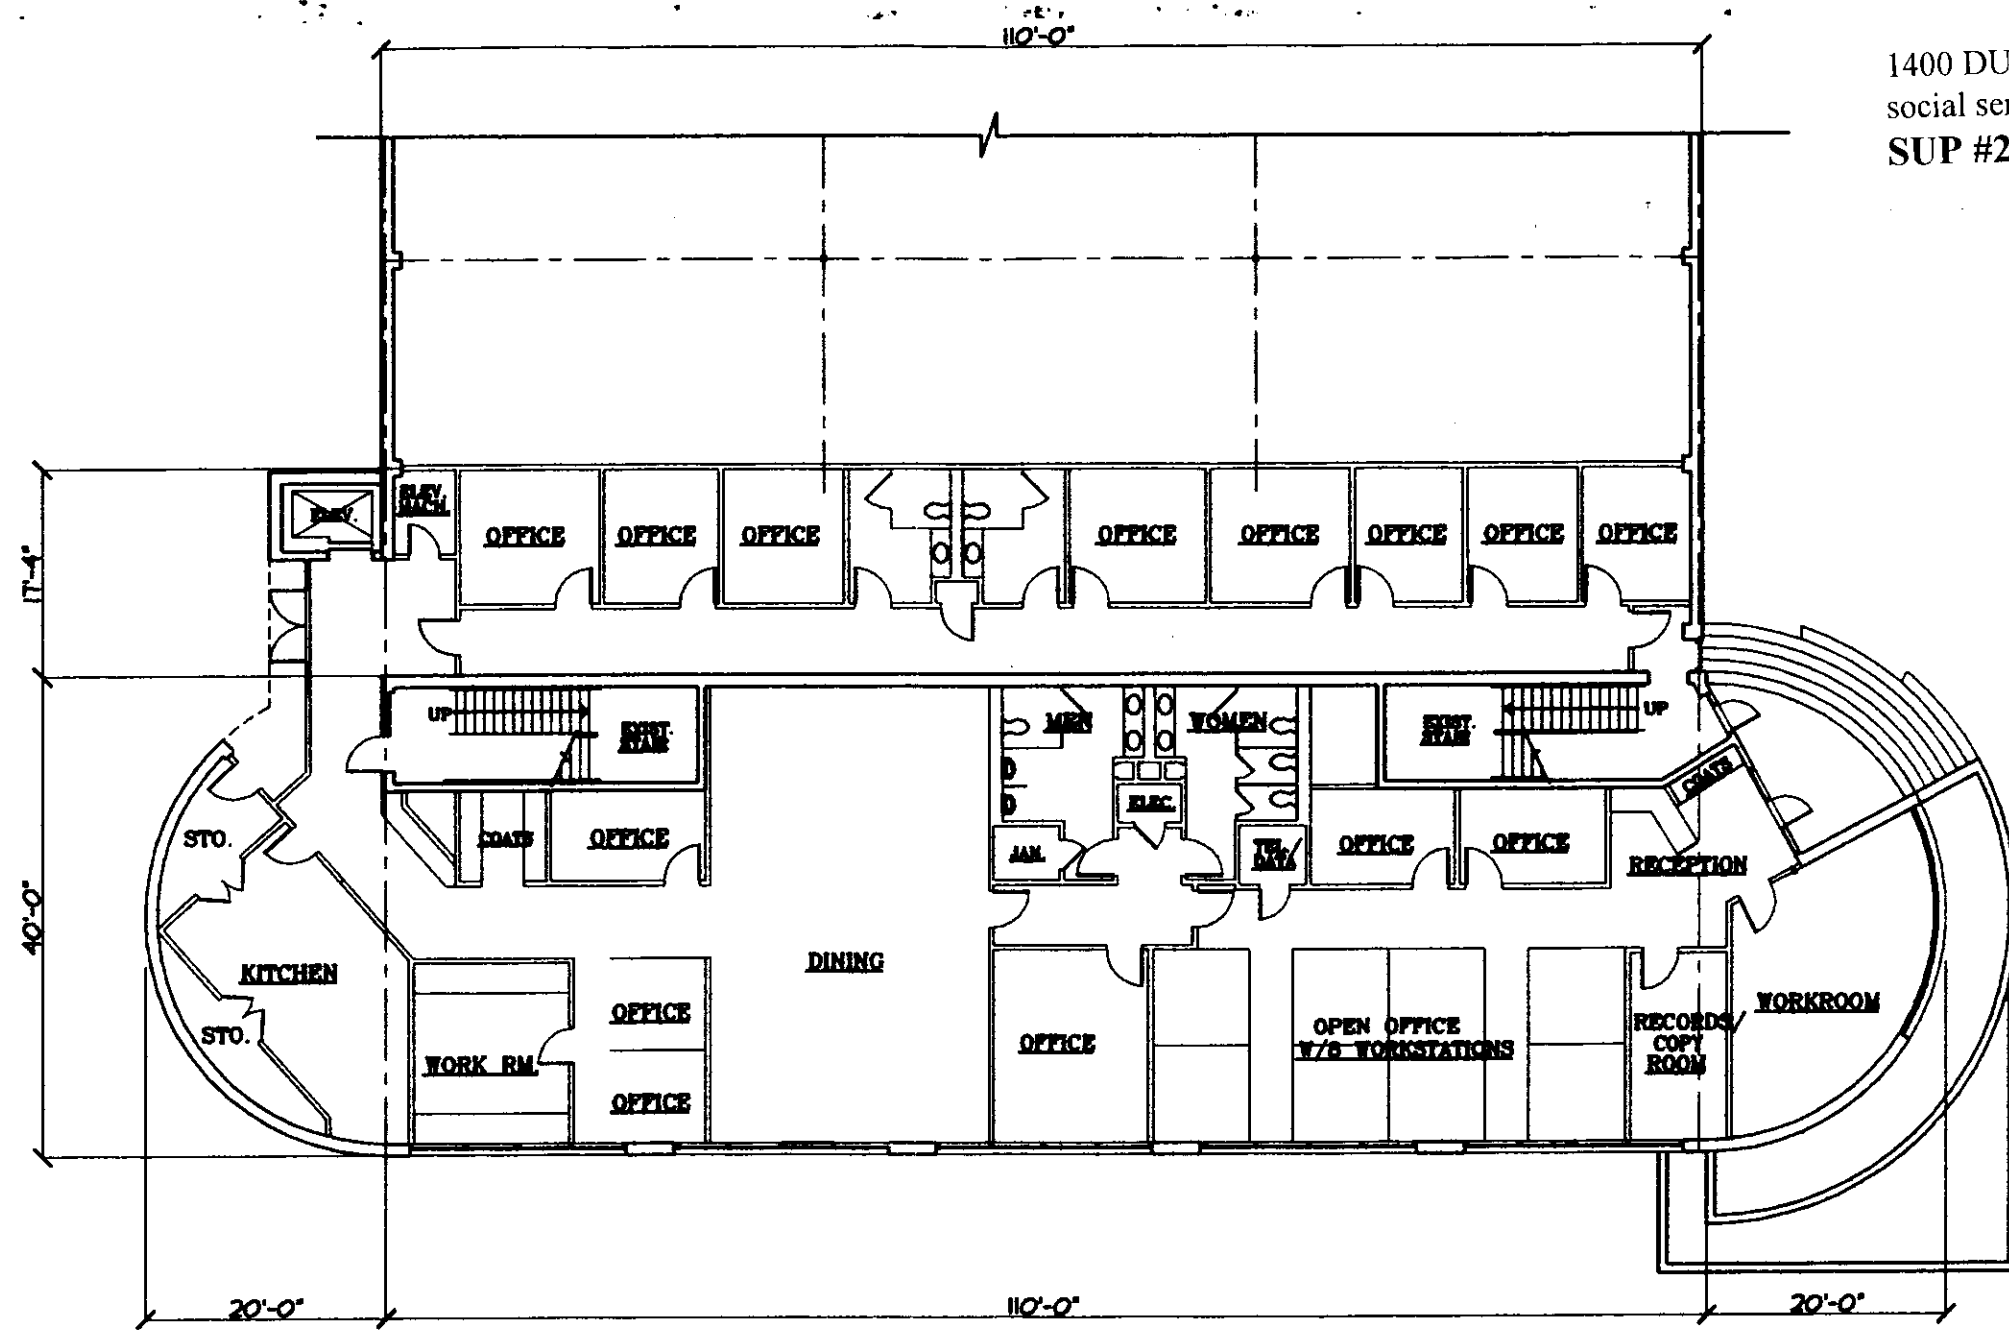 110'-0"
1400 DU
social ser
SUP #2
ELEV.
ELEV.
MACH.
OFFICE
OFFICE
OFFICE
OFFICE
OFFICE
OFFICE
OFFICE
OFFICE
17'-4"
UP
EXIST.
STAIR
MEN
WOMEN
EXIST.
STAIR
UP
COATS
STO.
COATS
OFFICE
ELEC.
JAN.
TEL/
DATA
OFFICE
OFFICE
RECEPTION
40'-0"
KITCHEN
DINING
STO.
WORK RM.
OFFICE
OFFICE
OFFICE
OPEN OFFICE
W/8 WORKSTATIONS
RECORDS/
COPY
ROOM
WORKROOM
20'-0"
110'-0"
20'-0"